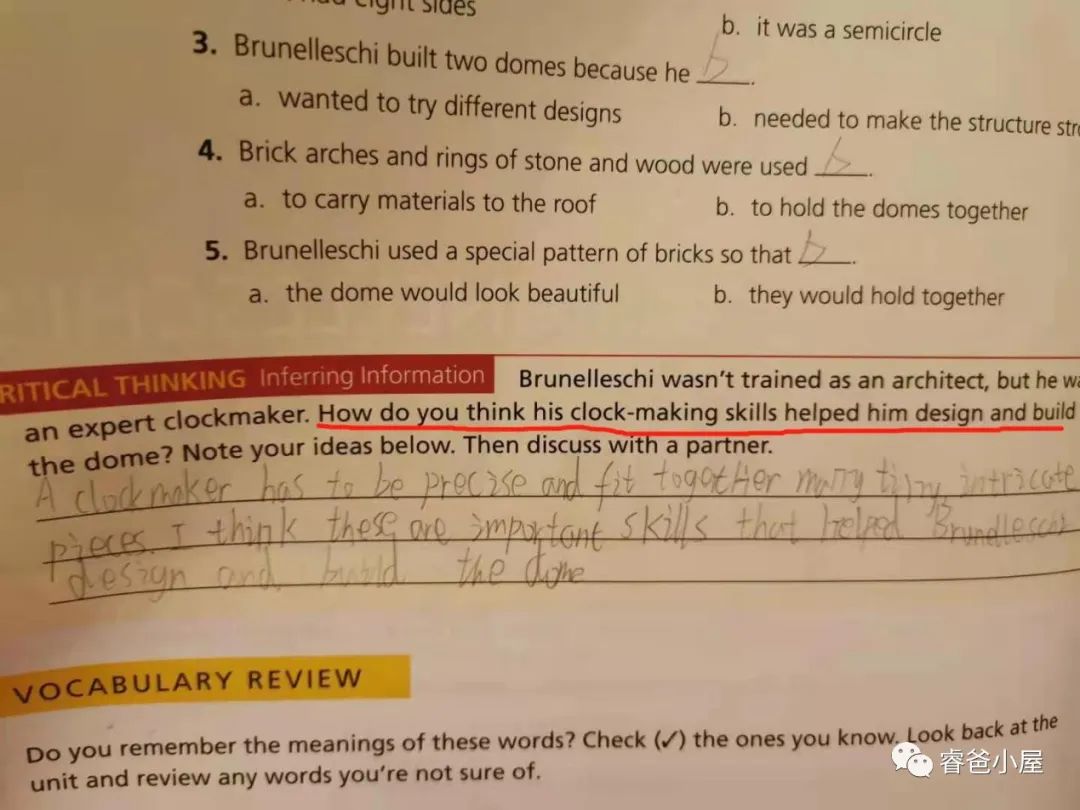 had eight sides
b. it was a semicircle
3. Brunelleschi built two domes because he b.
a. wanted to try different designs
b. needed to make the structure stro
4. Brick arches and rings of stone and wood were used b.
a. to carry materials to the roof
b. to hold the domes together
5. Brunelleschi used a special pattern of bricks so that b.
a. the dome would look beautiful
b. they would hold together
RITICAL THINKING Inferring Information Brunelleschi wasn't trained as an architect, but he wa
an expert clockmaker. How do you think his clock-making skills helped him design and build
the dome? Note your ideas below. Then discuss with a partner.
A clockmaker has to be precise and fit together many tiny, intricate
pieces. I think these are important skills that helped Brundleschi
design and build the dome
VOCABULARY REVIEW
Do you remember the meanings of these words? Check (✓) the ones you know. Look back at the
unit and review any words you're not sure of.
睿爸小屋